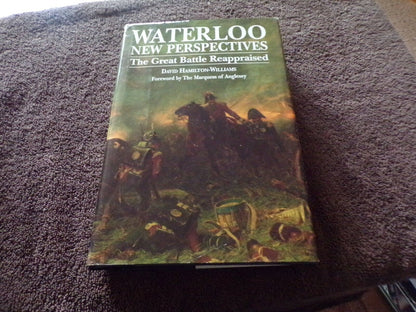 WATERLOO
NEW PERSPECTIVES
The Great Battle Reappraised
DAVID HAMILTON-WILLIAMS
Foreword by The Marquess of Anglesey